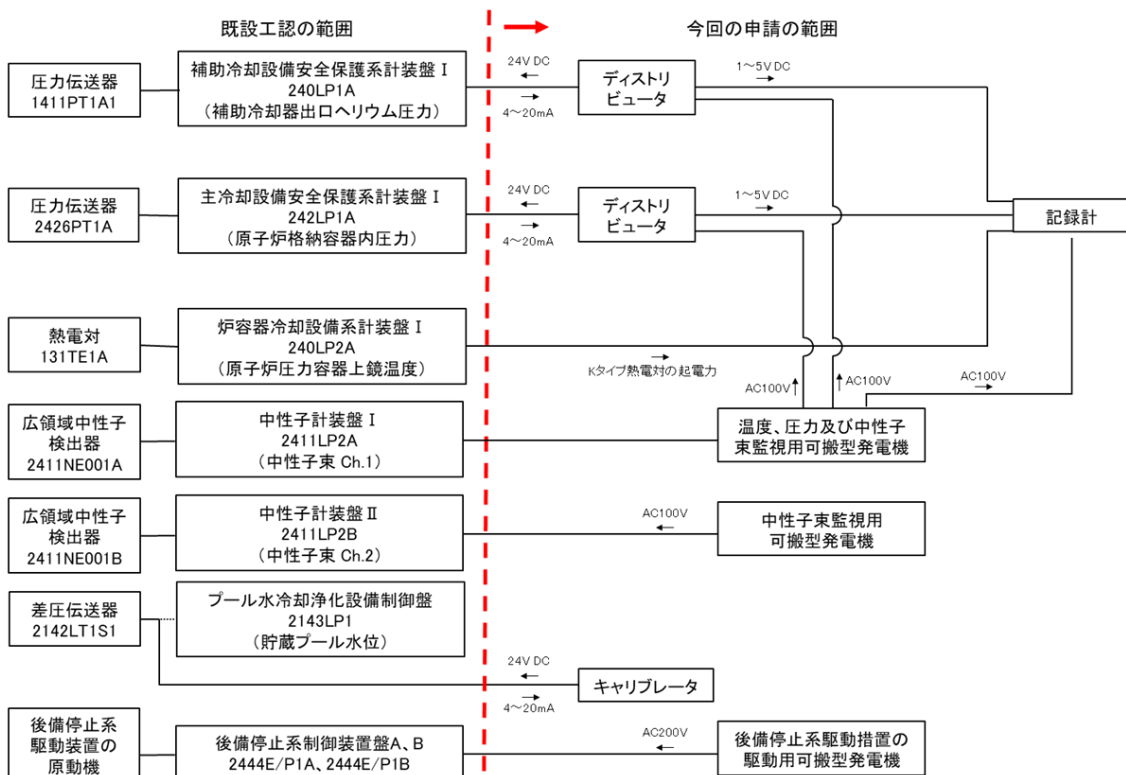 既設工認の範囲
今回の申請の範囲
圧力伝送器
1411PT1A1
補助冷却設備安全保護系計装盤Ⅰ
240LP1A
（補助冷却器出口ヘリウム圧力）
24V DC
4～20mA
ディストリ
ビュータ
1～5V DC
圧力伝送器
2426PT1A
主冷却設備安全保護系計装盤Ⅰ
242LP1A
（原子炉格納容器内圧力）
24V DC
4～20mA
ディストリ
ビュータ
1～5V DC
記録計
熱電対
131TE1A
炉容器冷却設備系計装盤Ⅰ
240LP2A
（原子炉圧力容器上鏡温度）
Kタイプ熱電対の起電力
AC100V
AC100V
AC100V
広領域中性子
検出器
2411NE001A
中性子計装盤Ⅰ
2411LP2A
（中性子束 Ch.1）
温度、圧力及び中性子
束監視用可搬型発電機
広領域中性子
検出器
2411NE001B
中性子計装盤Ⅱ
2411LP2B
（中性子束 Ch.2）
AC100V
中性子束監視用
可搬型発電機
差圧伝送器
2142LT1S1
プール水冷却浄化設備制御盤
2143LP1
（貯蔵プール水位）
24V DC
4～20mA
キャリブレータ
後備停止系
駆動装置の
原動機
後備停止系制御装置盤A、B
2444E/P1A、2444E/P1B
AC200V
後備停止系駆動措置の
駆動用可搬型発電機